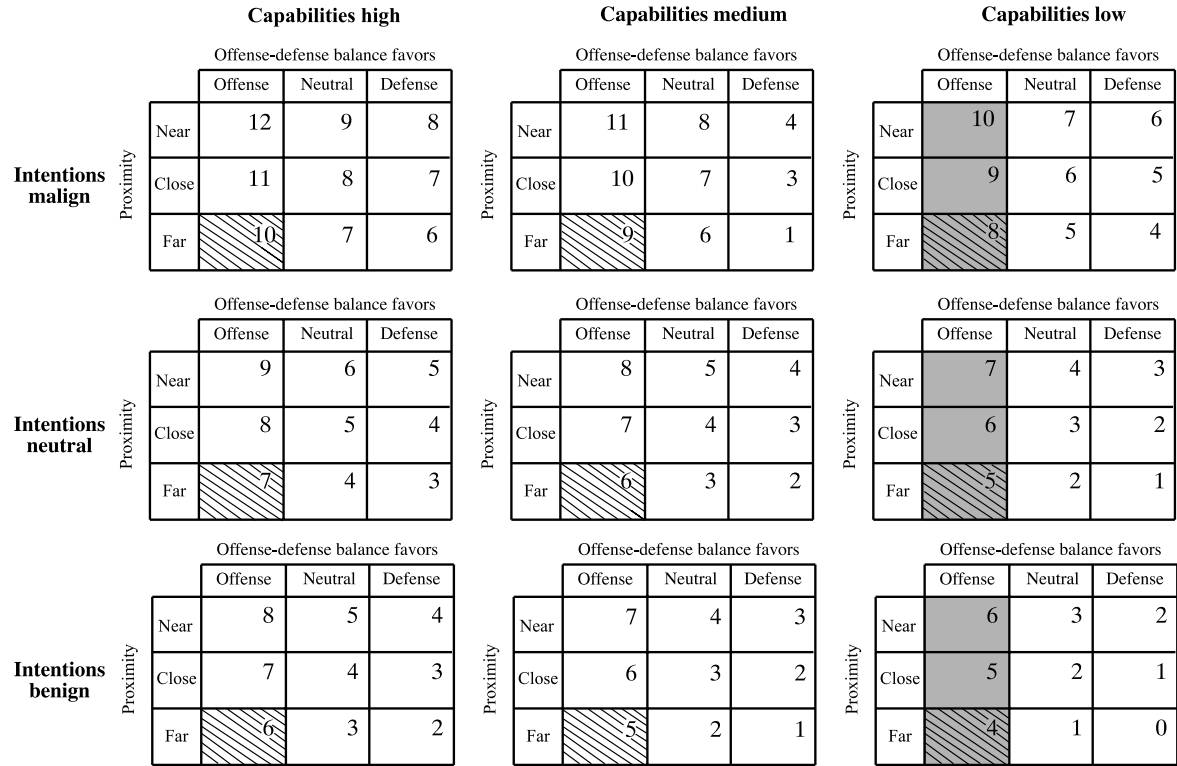 Capabilities high Capabilities medium Capabilities low
Offense-defense balance favors Offense-defense balance favors Offense-defense balance favors
Offense Neutral Defense Offense Neutral Defense Offense Neutral Defense
Intentions malign
Proximity Proximity Proximity
Near 12 9 8 Near 11 8 4 Near 10 7 6
Close 11 8 7 Close 10 7 3 Close 9 6 5
Far 10 7 6 Far 9 6 1 Far 8 5 4
Offense-defense balance favors Offense-defense balance favors Offense-defense balance favors
Offense Neutral Defense Offense Neutral Defense Offense Neutral Defense
Intentions neutral
Proximity Proximity Proximity
Near 9 6 5 Near 8 5 4 Near 7 4 3
Close 8 5 4 Close 7 4 3 Close 6 3 2
Far 7 4 3 Far 6 3 2 Far 5 2 1
Offense-defense balance favors Offense-defense balance favors Offense-defense balance favors
Offense Neutral Defense Offense Neutral Defense Offense Neutral Defense
Intentions benign
Proximity Proximity Proximity
Near 8 5 4 Near 7 4 3 Near 6 3 2
Close 7 4 3 Close 6 3 2 Close 5 2 1
Far 6 3 2 Far 5 2 1 Far 4 1 0